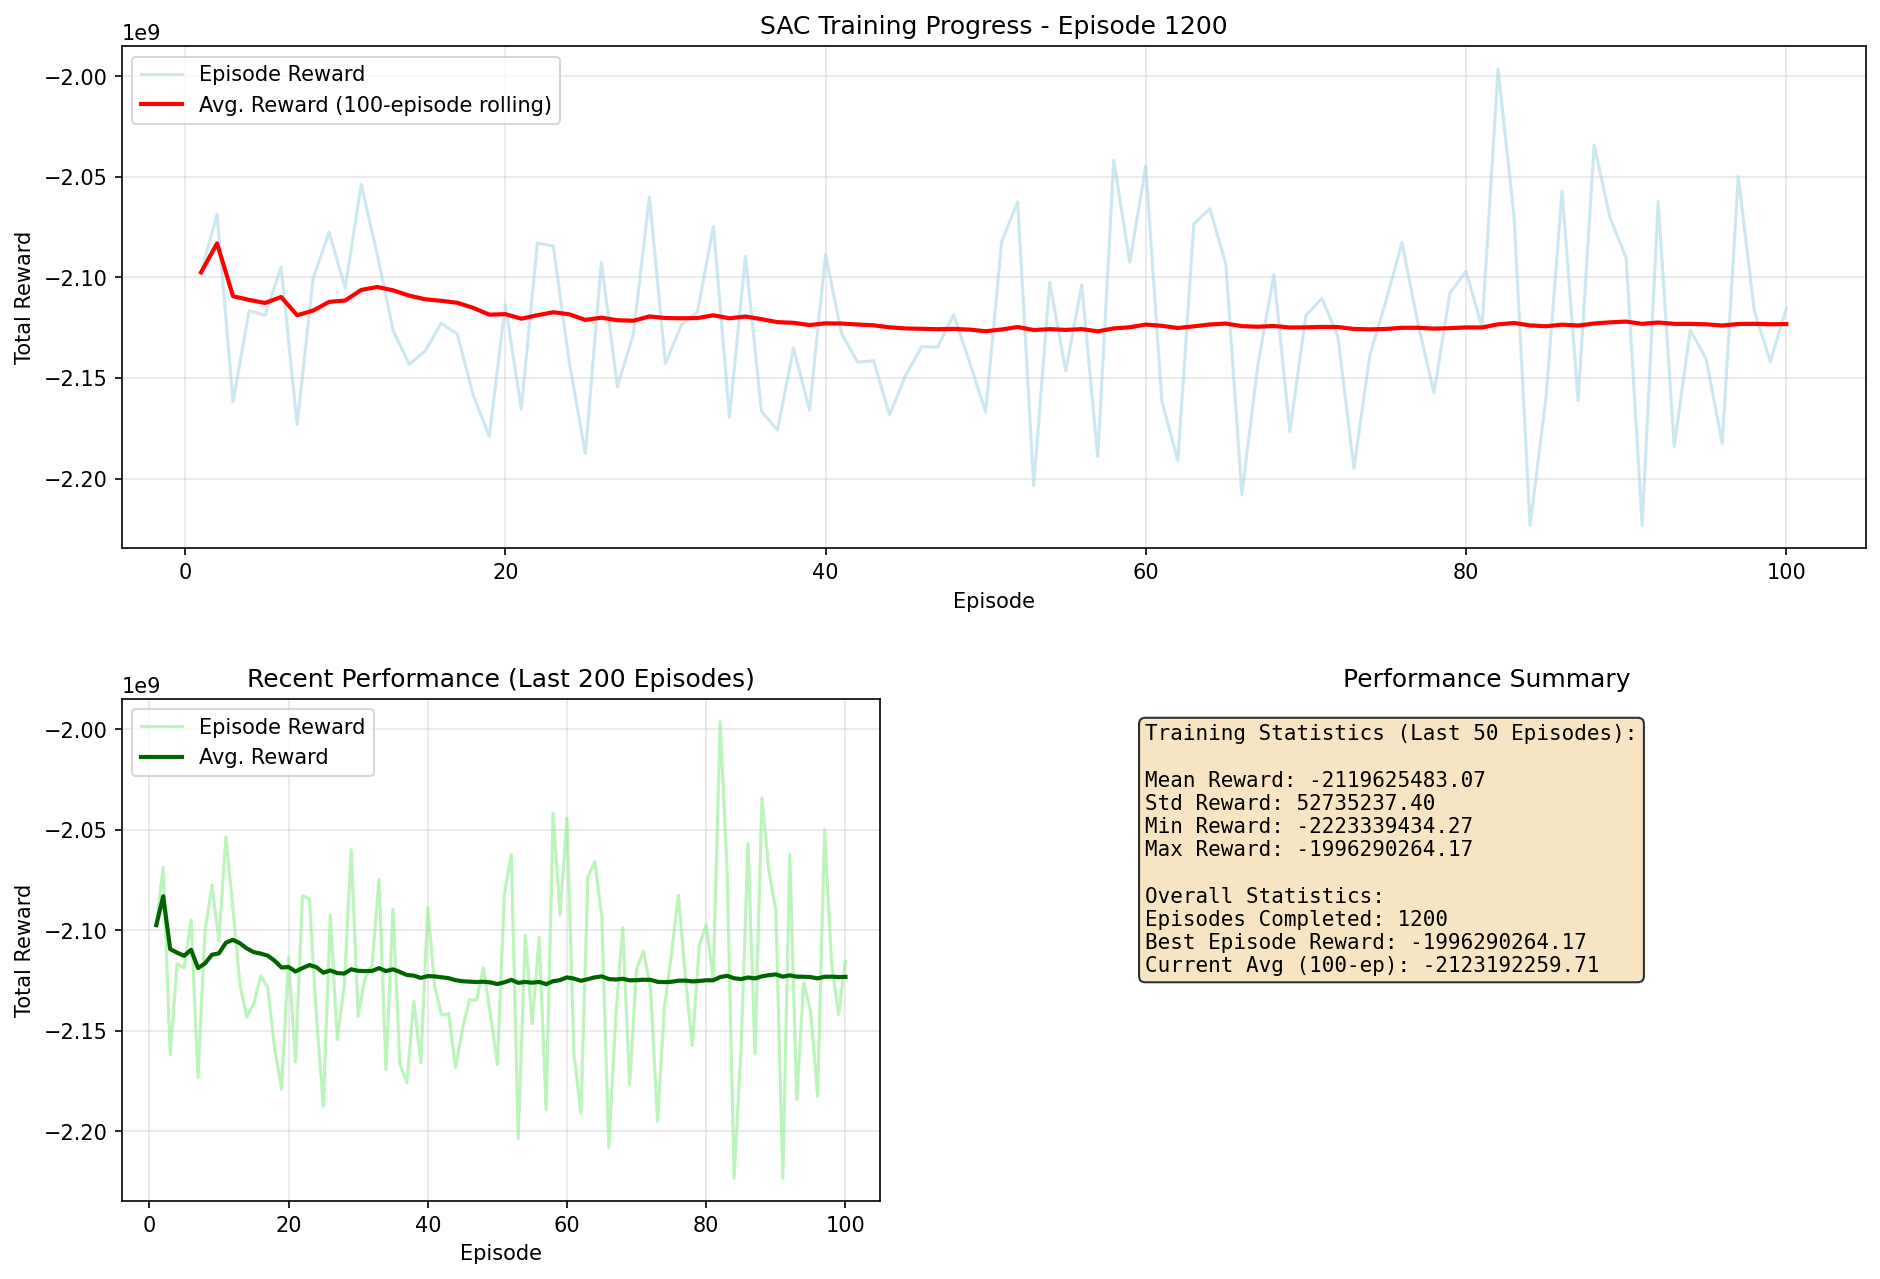 SAC Training Progress - Episode 1200
1e9
Episode Reward
Avg. Reward (100-episode rolling)
Total Reward
−2.00
−2.05
−2.10
−2.15
−2.20
0 20 40 60 80 100
Episode
Recent Performance (Last 200 Episodes)
1e9
Episode Reward
Avg. Reward
Total Reward
−2.00
−2.05
−2.10
−2.15
−2.20
0 20 40 60 80 100
Episode
Performance Summary
Training Statistics (Last 50 Episodes):
Mean Reward: -2119625483.07
Std Reward: 52735237.40
Min Reward: -2223339434.27
Max Reward: -1996290264.17
Overall Statistics:
Episodes Completed: 1200
Best Episode Reward: -1996290264.17
Current Avg (100-ep): -2123192259.71